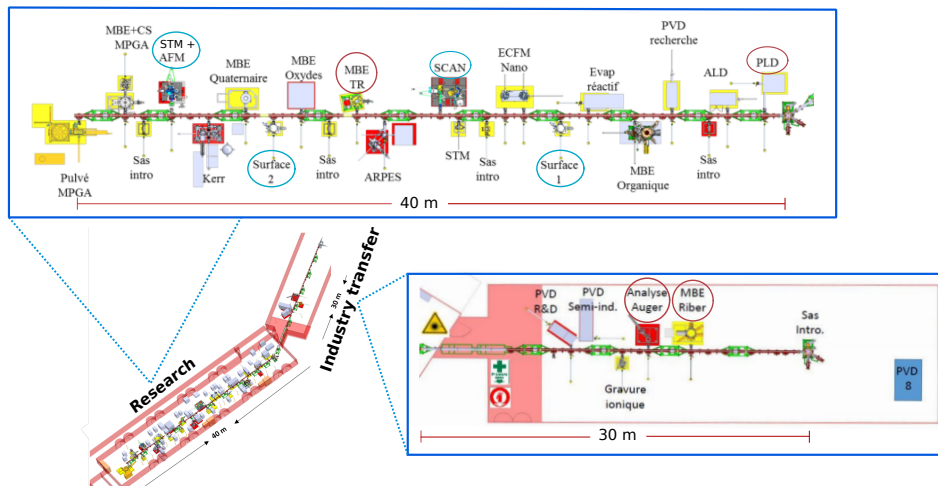 MBE+CS
MPGA
STM +
AFM
MBE
Quaternaire
MBE
Oxydes
MBE
TR
SCAN
ECFM
Nano
Evap
réactif
PVD
recherche
ALD
PLD
Pulvé
MPGA
Sas
intro
Kerr
Surface
2
Sas
intro
ARPES
STM
Sas
intro
Surface
1
MBE
Organique
Sas
intro
40 m
Research
40 m
Industry transfer
30 m
PVD
R&D
PVD
Semi-ind.
Analyse
Auger
MBE
Riber
Sas
Intro.
Gravure
ionique
PVD
8
30 m